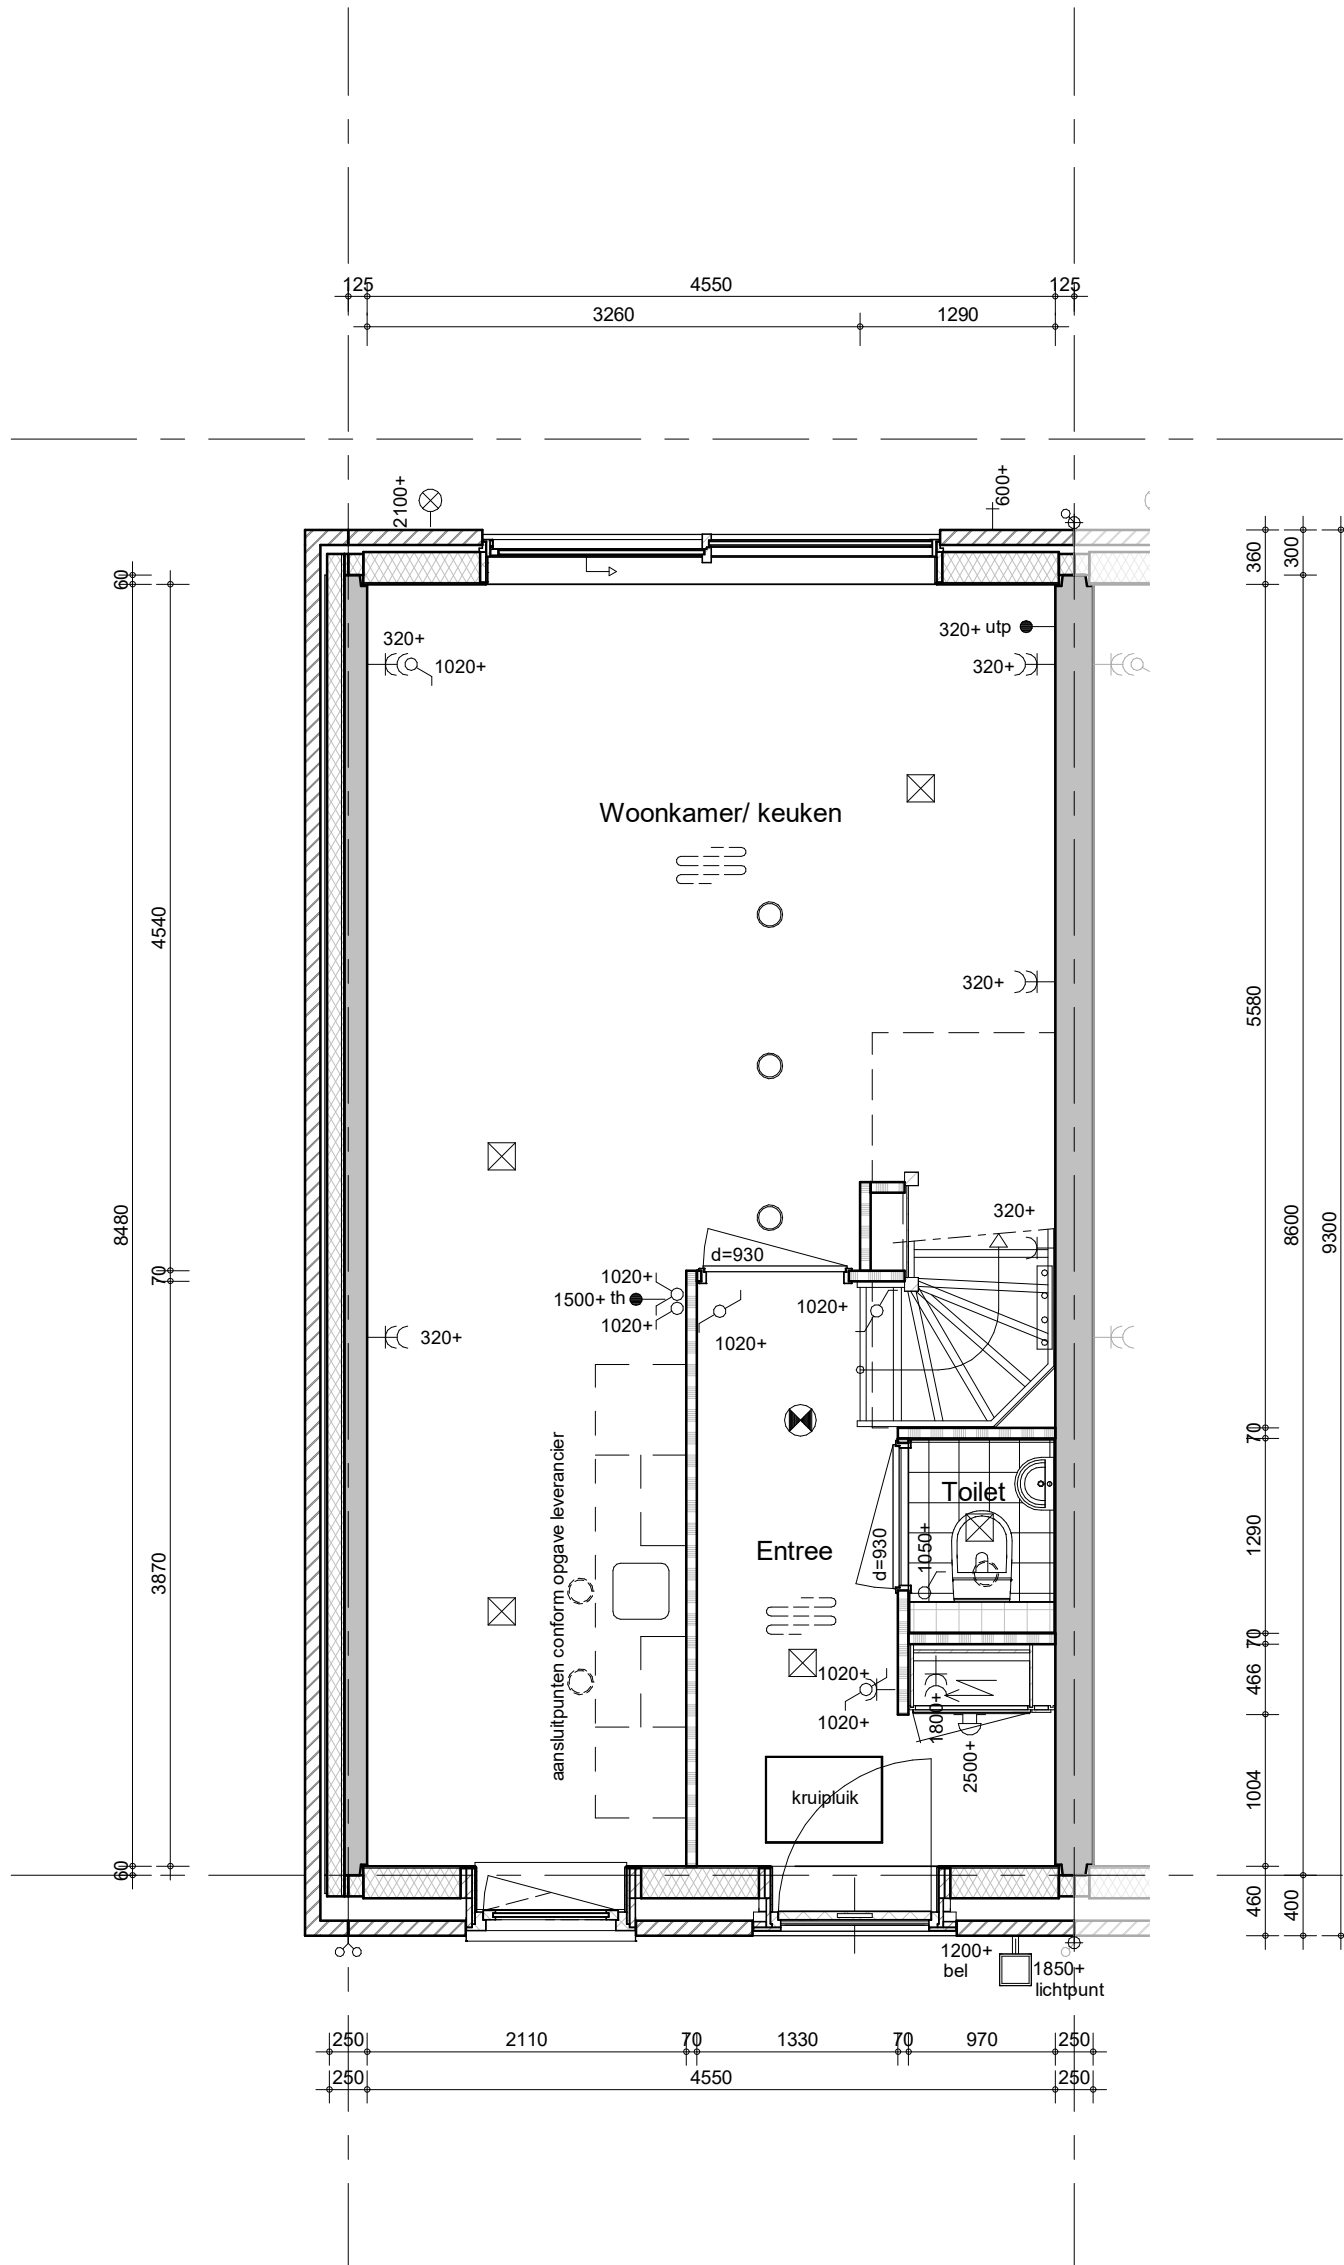 125 4550 125
3260 1290
2100+
600+
60
360
300
320+ utp
320+
1020+
320+
Woonkamer/ keuken
4540
320+
5580
8480
8600
9300
320+
d=930
70
1020+
1500+ th
1020+
1020+
1020+
320+
70
aansluitpunten conform opgave leverancier
Toilet
Entree
d=930
1050+
1290
3870
70
1020+
1020+
1800+
2500+
466
kruipluik
1004
60
460
400
1200+
bel
1850+
lichtpunt
250 2110 70 1330 70 970 250
250 4550 250